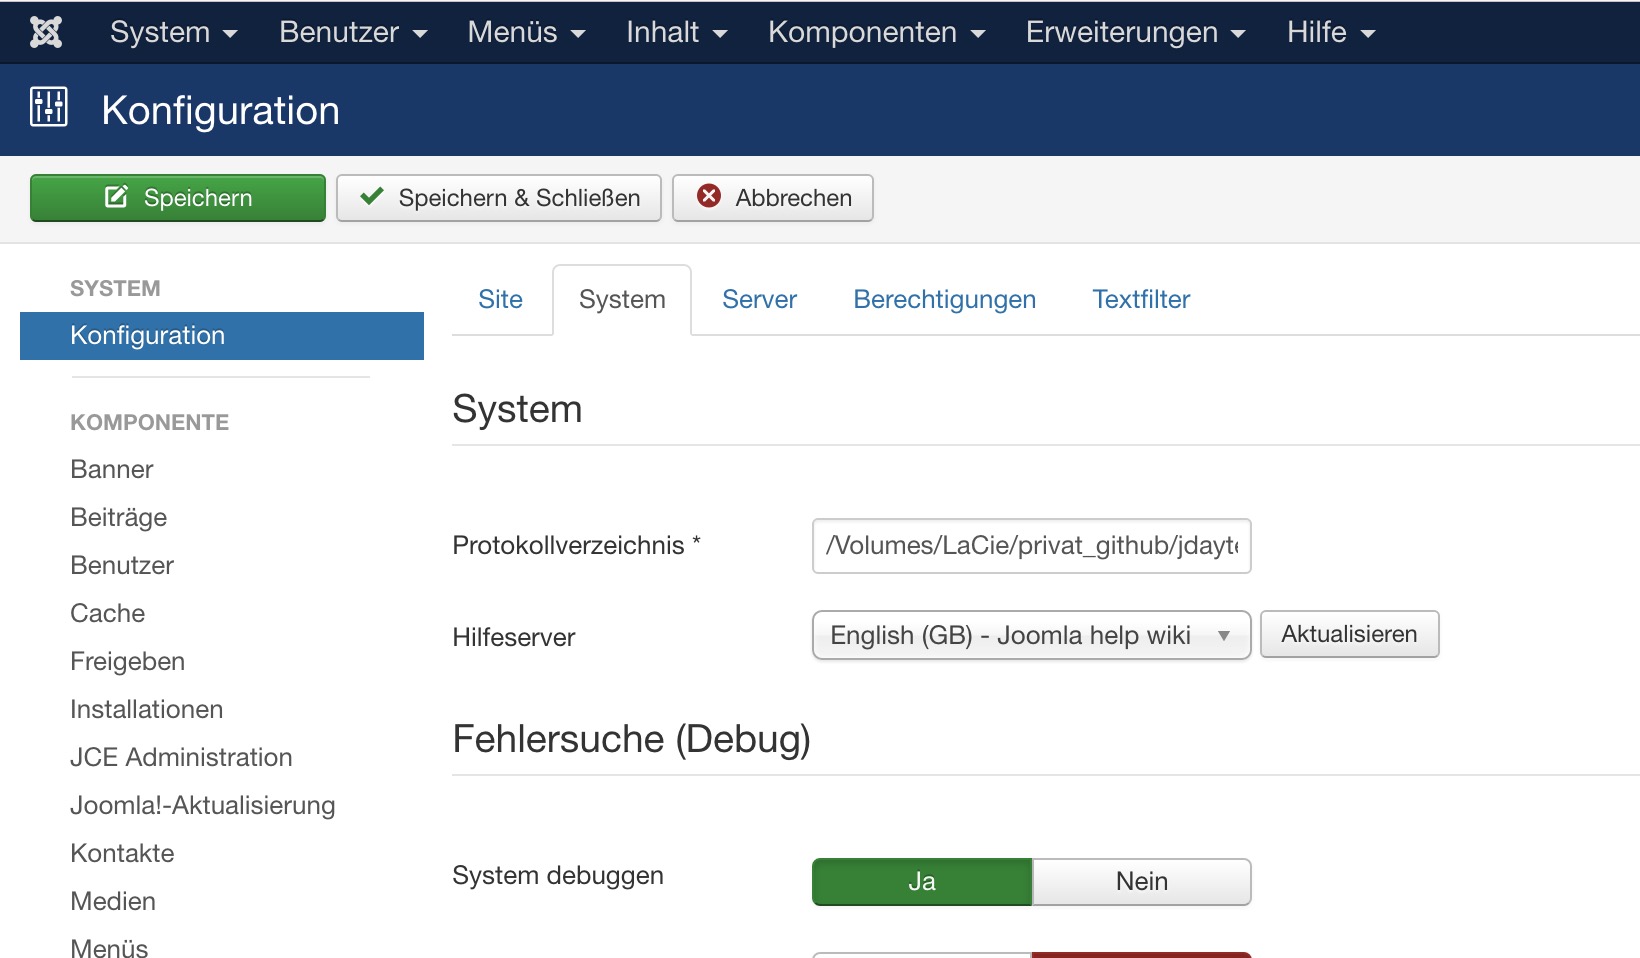 System Benutzer Menüs Inhalt Komponenten Erweiterungen Hilfe
Konfiguration
Speichern Speichern & Schließen Abbrechen
SYSTEM
Konfiguration
KOMPONENTE
Banner
Beiträge
Benutzer
Cache
Freigeben
Installationen
JCE Administration
Joomla!-Aktualisierung
Kontakte
Medien
Menüs
Site System Server Berechtigungen Textfilter
System
Protokollverzeichnis * /Volumes/LaCie/privat_github/jdayte
Hilfeserver English (GB) - Joomla help wiki Aktualisieren
Fehlersuche (Debug)
System debuggen Ja Nein